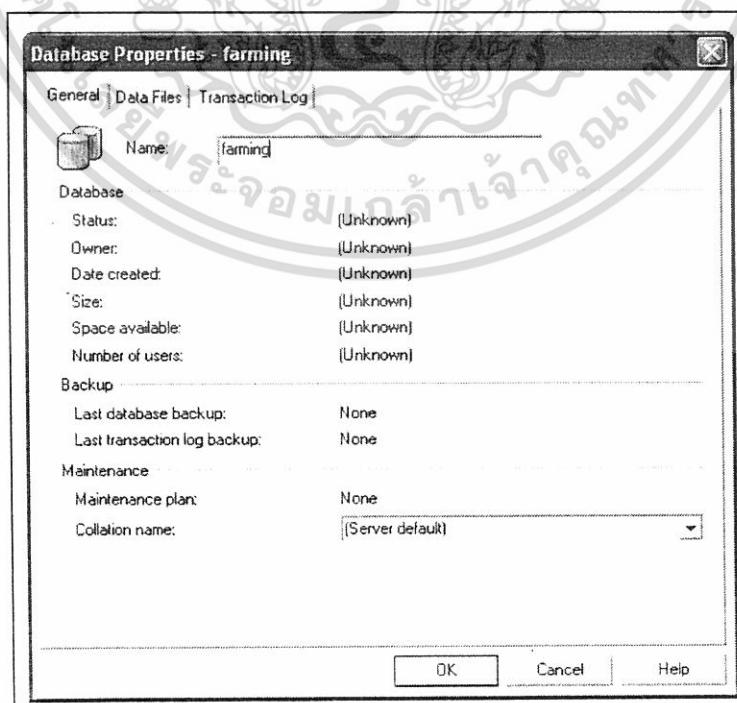 Database Properties - farming
General Data Files Transaction Log
Name: farming
Database
Status: (Unknown)
Owner: (Unknown)
Date created: (Unknown)
Size: (Unknown)
Space available: (Unknown)
Number of users: (Unknown)
Backup
Last database backup: None
Last transaction log backup: None
Maintenance
Maintenance plan: None
Collation name: (Server default)
OK Cancel Help